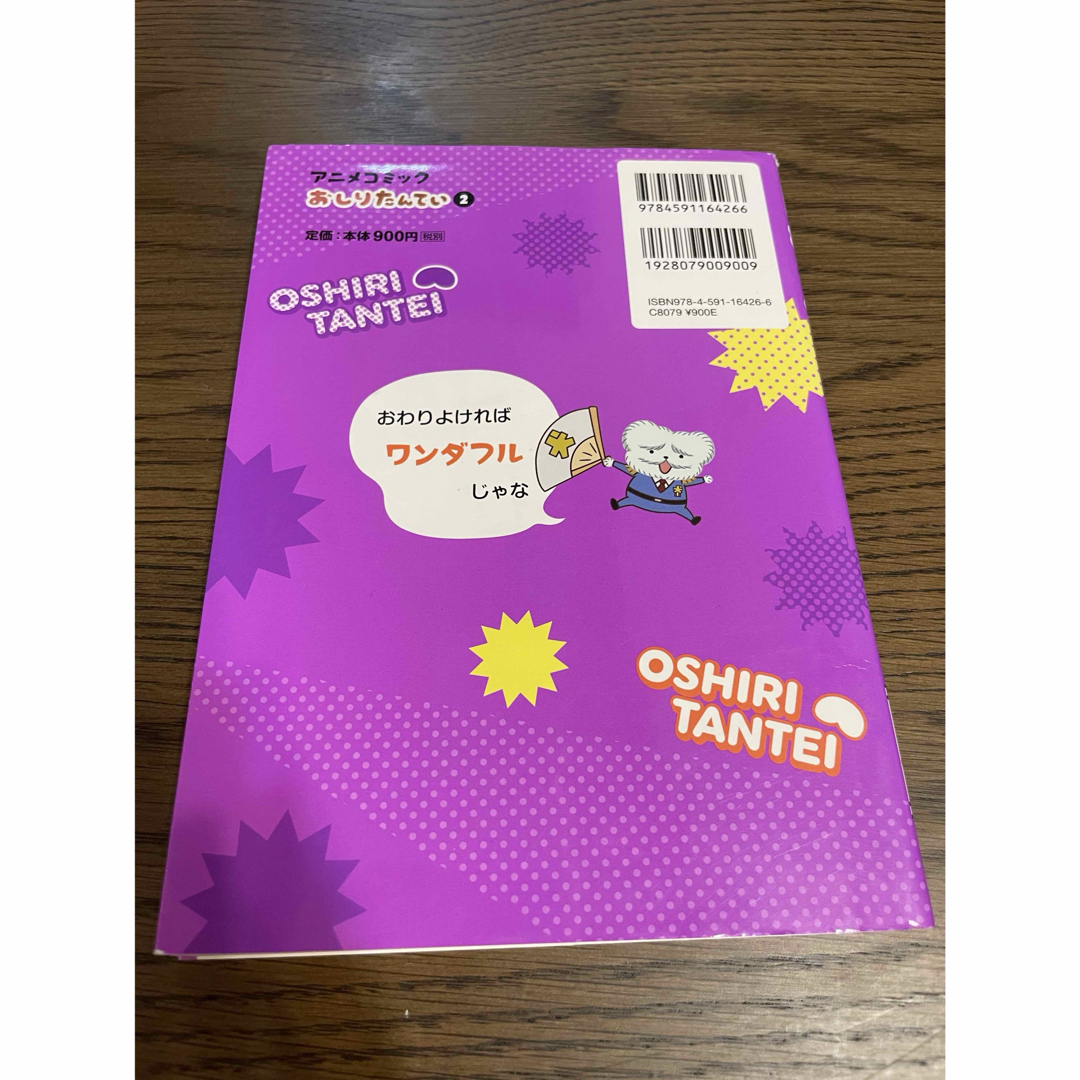 アニメコミック
おしりたんてい2
定価：本体900円税別
9784591164266
1928079009009
ISBN978-4-591-16426-6
C8079 ¥900E
OSHIRI
TANTEI
おわりよければ
ワンダフル
じゃな
OSHIRI
TANTEI